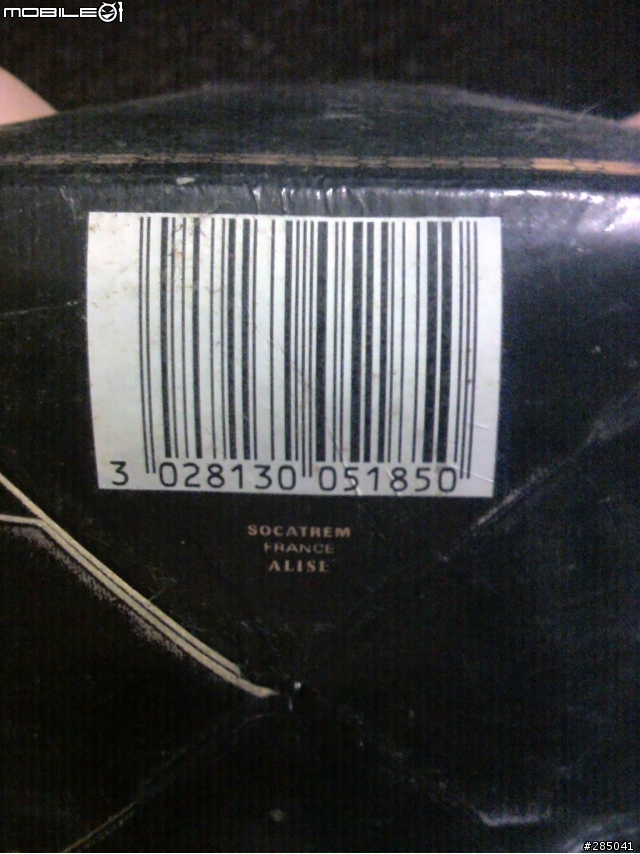 MOBILE01
3 028130 051850
SOCATREM
FRANCE
ALISE
#285041